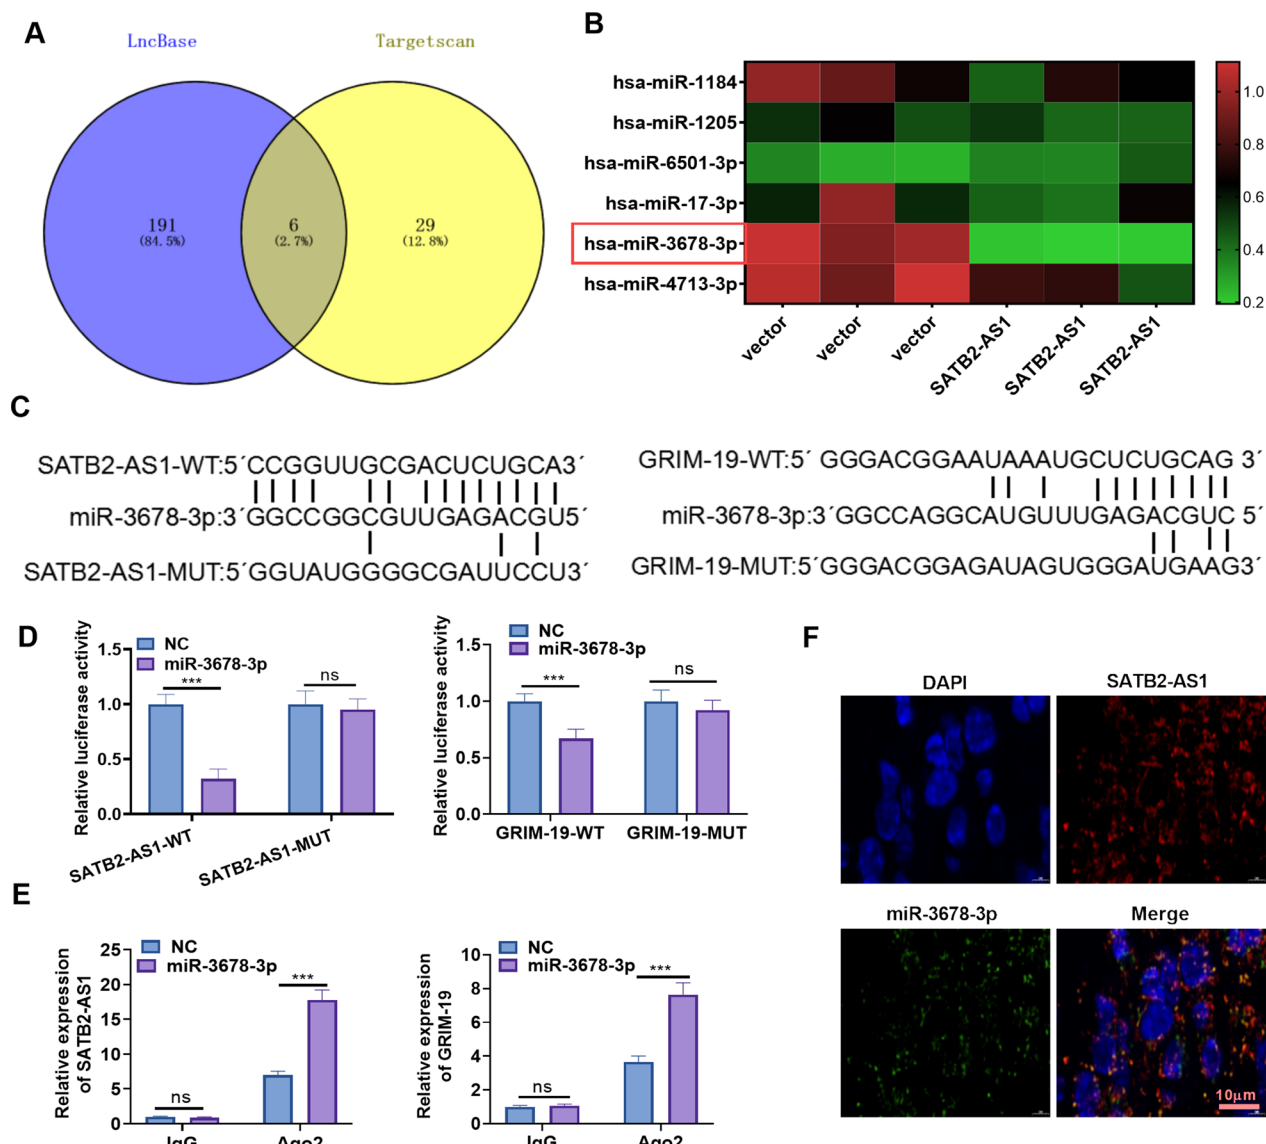 A
LncBase
Targetscan
191
(84.5%)
6
(2.7%)
29
(12.8%)
B
hsa-miR-1184
hsa-miR-1205
hsa-miR-6501-3p
hsa-miR-17-3p
hsa-miR-3678-3p
hsa-miR-4713-3p
vector
vector
vector
SATB2-AS1
SATB2-AS1
SATB2-AS1
1.0
0.8
0.6
0.4
0.2
C
SATB2-AS1-WT:5´CCGGUUGCGACUCUGCA3´
miR-3678-3p:3´GGCCGGCGUUGAGACGU5´
SATB2-AS1-MUT:5´GGUAUGGGGCGAUUCCU3´
GRIM-19-WT:5´ GGGACGGAAUAAAUGCUCUGCAG 3´
miR-3678-3p:3´GGCCAGGCAUGUUUGAGACGUC 5´
GRIM-19-MUT:5´GGGACGGAGAUAGUGGGAUGAAG3´
D
Relative luciferase activity
NC
miR-3678-3p
1.5
1.0
0.5
0.0
***
ns
SATB2-AS1-WT
SATB2-AS1-MUT
Relative luciferase activity
NC
miR-3678-3p
1.5
1.0
0.5
0.0
***
ns
GRIM-19-WT
GRIM-19-MUT
E
Relative expression
of SATB2-AS1
NC
miR-3678-3p
25
20
15
10
5
0
ns
***
IgG
Ago2
Relative expression
of GRIM-19
NC
miR-3678-3p
10
8
6
4
2
0
ns
***
IgG
Ago2
F
DAPI
SATB2-AS1
miR-3678-3p
Merge
10μm